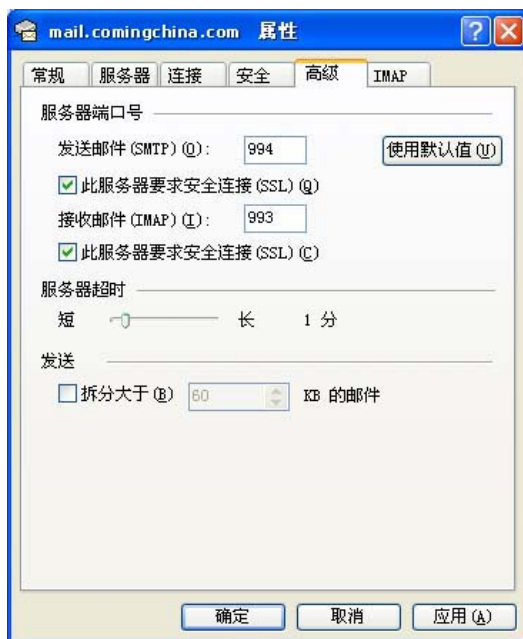 mail.comingchina.com 属性
常规 服务器 连接 安全 高级 IMAP
服务器端口号
发送邮件(SMTP)(O): 994 使用默认值(U)
此服务器要求安全连接(SSL)(Q)
接收邮件(IMAP)(I): 993
此服务器要求安全连接(SSL)(C)
服务器超时
短 长 1 分
发送
拆分大于(B) 60 KB 的邮件
确定 取消 应用(A)